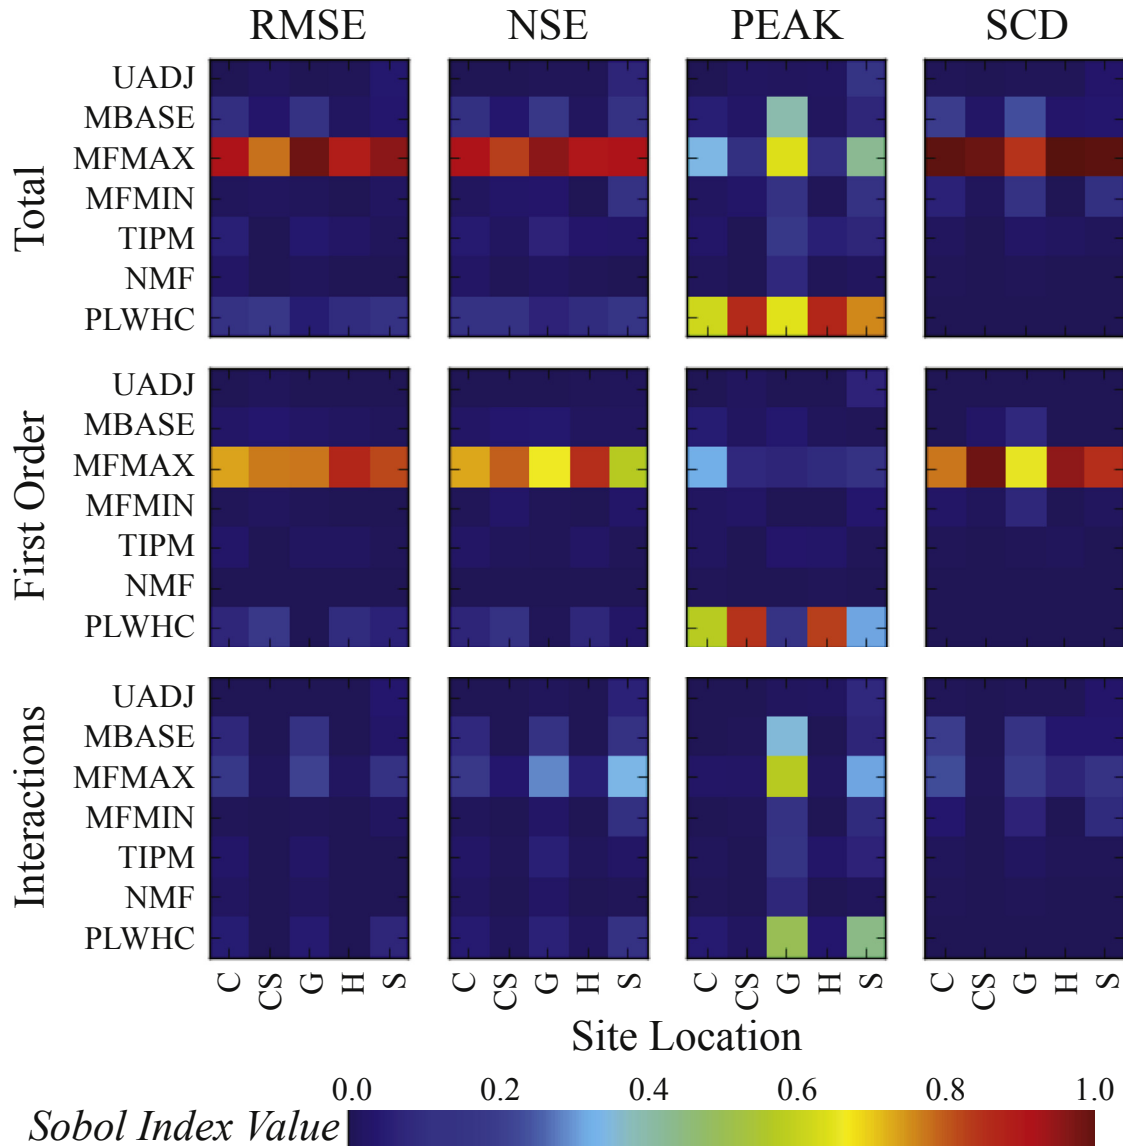 RMSE NSE PEAK SCD
Total
UADJ
MBASE
MFMAX
MFMIN
TIPM
NMF
PLWHC
First Order
UADJ
MBASE
MFMAX
MFMIN
TIPM
NMF
PLWHC
Interactions
UADJ
MBASE
MFMAX
MFMIN
TIPM
NMF
PLWHC
C CS G H S C CS G H S C CS G H S C CS G H S
Site Location
0.0 0.2 0.4 0.6 0.8 1.0
Sobol Index Value